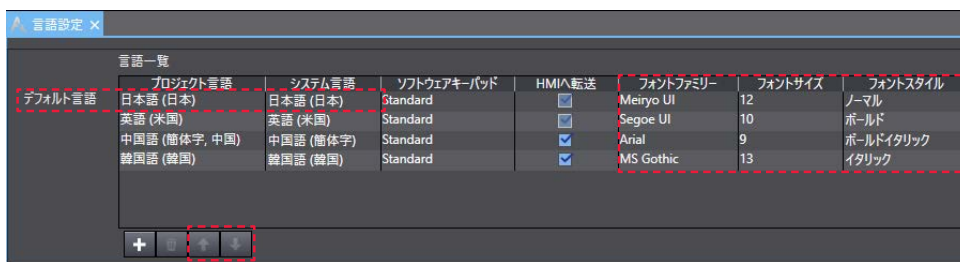 言語設定 ×
言語一覧
プロジェクト言語 システム言語 ソフトウェアキーパッド HMIへ転送 フォントファミリー フォントサイズ フォントスタイル
デフォルト言語 日本語 (日本) 日本語 (日本) Standard Meiryo UI 12 ノーマル
英語 (米国) 英語 (米国) Standard Segoe UI 10 ボールド
中国語 (簡体字, 中国) 中国語 (簡体字) Standard Arial 9 ボールドイタリック
韓国語 (韓国) 韓国語 (韓国) Standard MS Gothic 13 イタリック